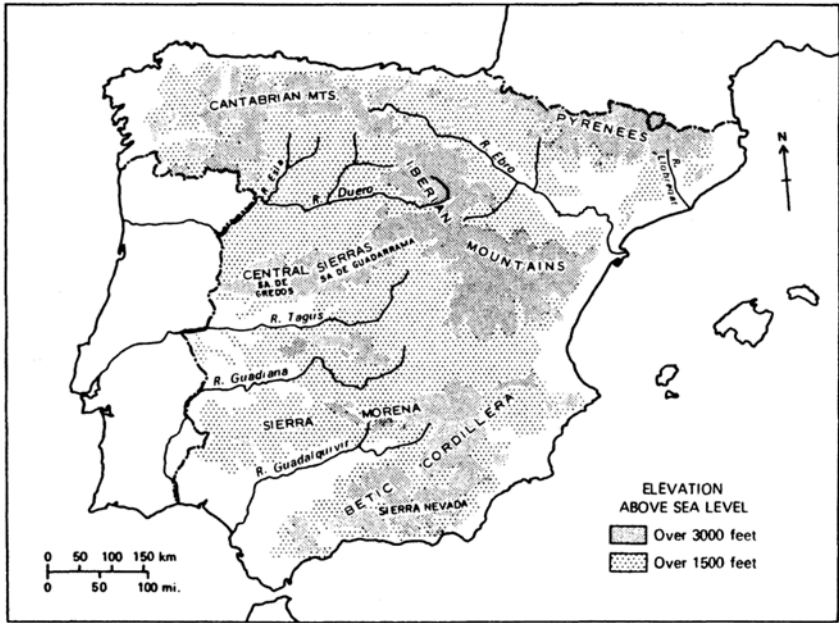 CANTABRIAN MTS.
PYRENEES
N
R. Esla
R. Duero
R. Ebro
R. Llobregat
IBERIAN
MOUNTAINS
CENTRAL SIERRAS
SA DE GREDOS
SA DE GUADARRAMA
R. Tagus
R. Guadiana
SIERRA MORENA
R. Guadalquivir
BETIC CORDILLERA
SIERRA NEVADA
ELEVATION
ABOVE SEA LEVEL
Over 3000 feet
Over 1500 feet
0 50 100 150 km
0 50 100 mi.